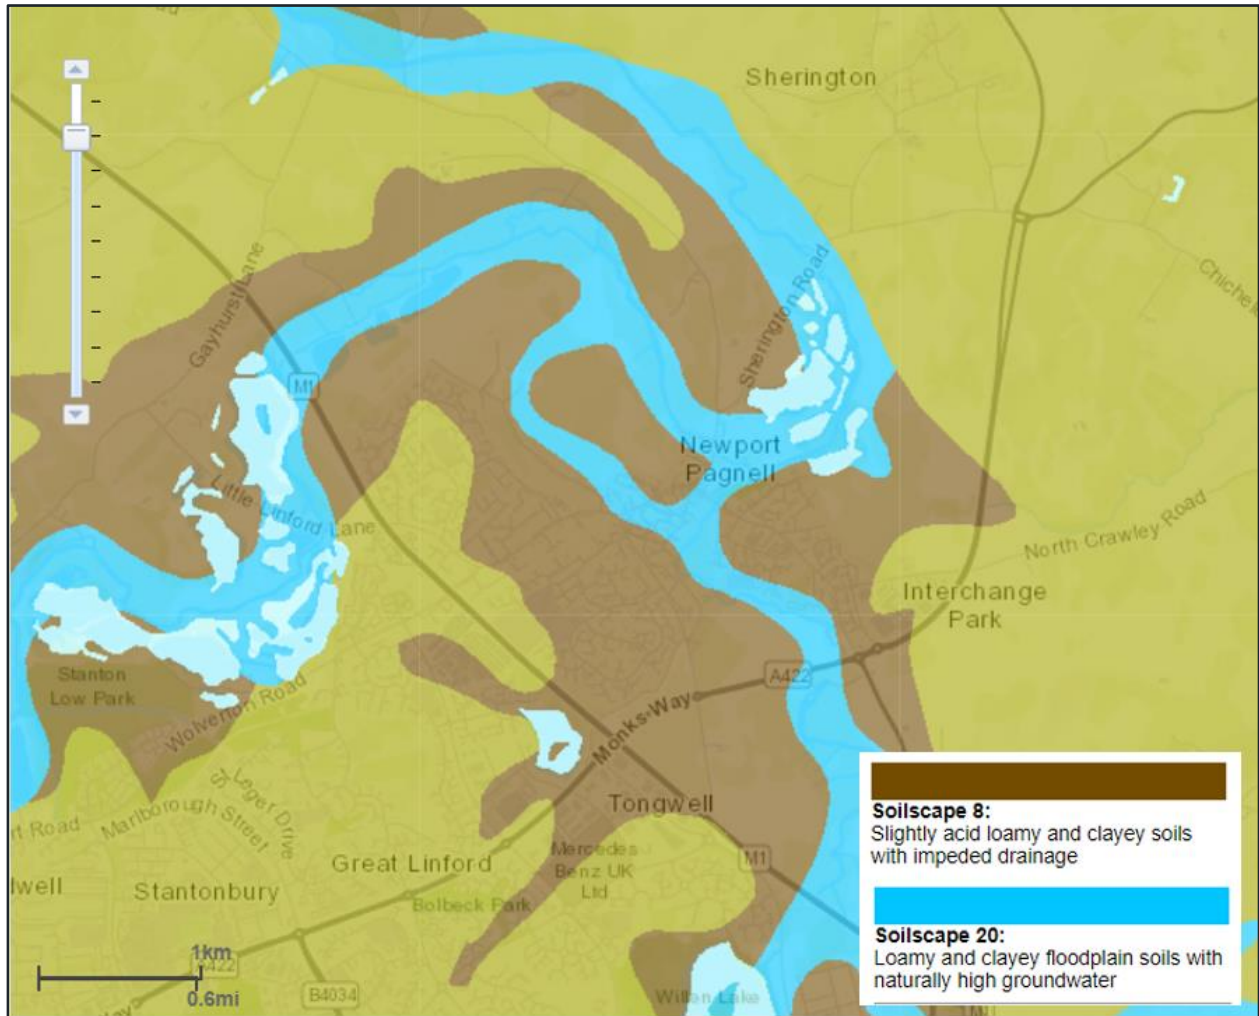 Sherington
Gayhurst Lane
Sherington Road
M1
Newport
Pagnell
Little Linford Lane
North Crawley Road
Interchange
Park
Stanton
Low Park
Wolverton Road
A422
Monks-Way
St Leger Drive
Marlborough Street
Tongwell
Great Linford
Mercedes
Benz UK
Ltd
M1
Stantonbury
Bolbeck Park
1km
A422
0.6mi
B4034
Willen Lake
Soilscape 8:
Slightly acid loamy and clayey soils
with impeded drainage
Soilscape 20:
Loamy and clayey floodplain soils with
naturally high groundwater